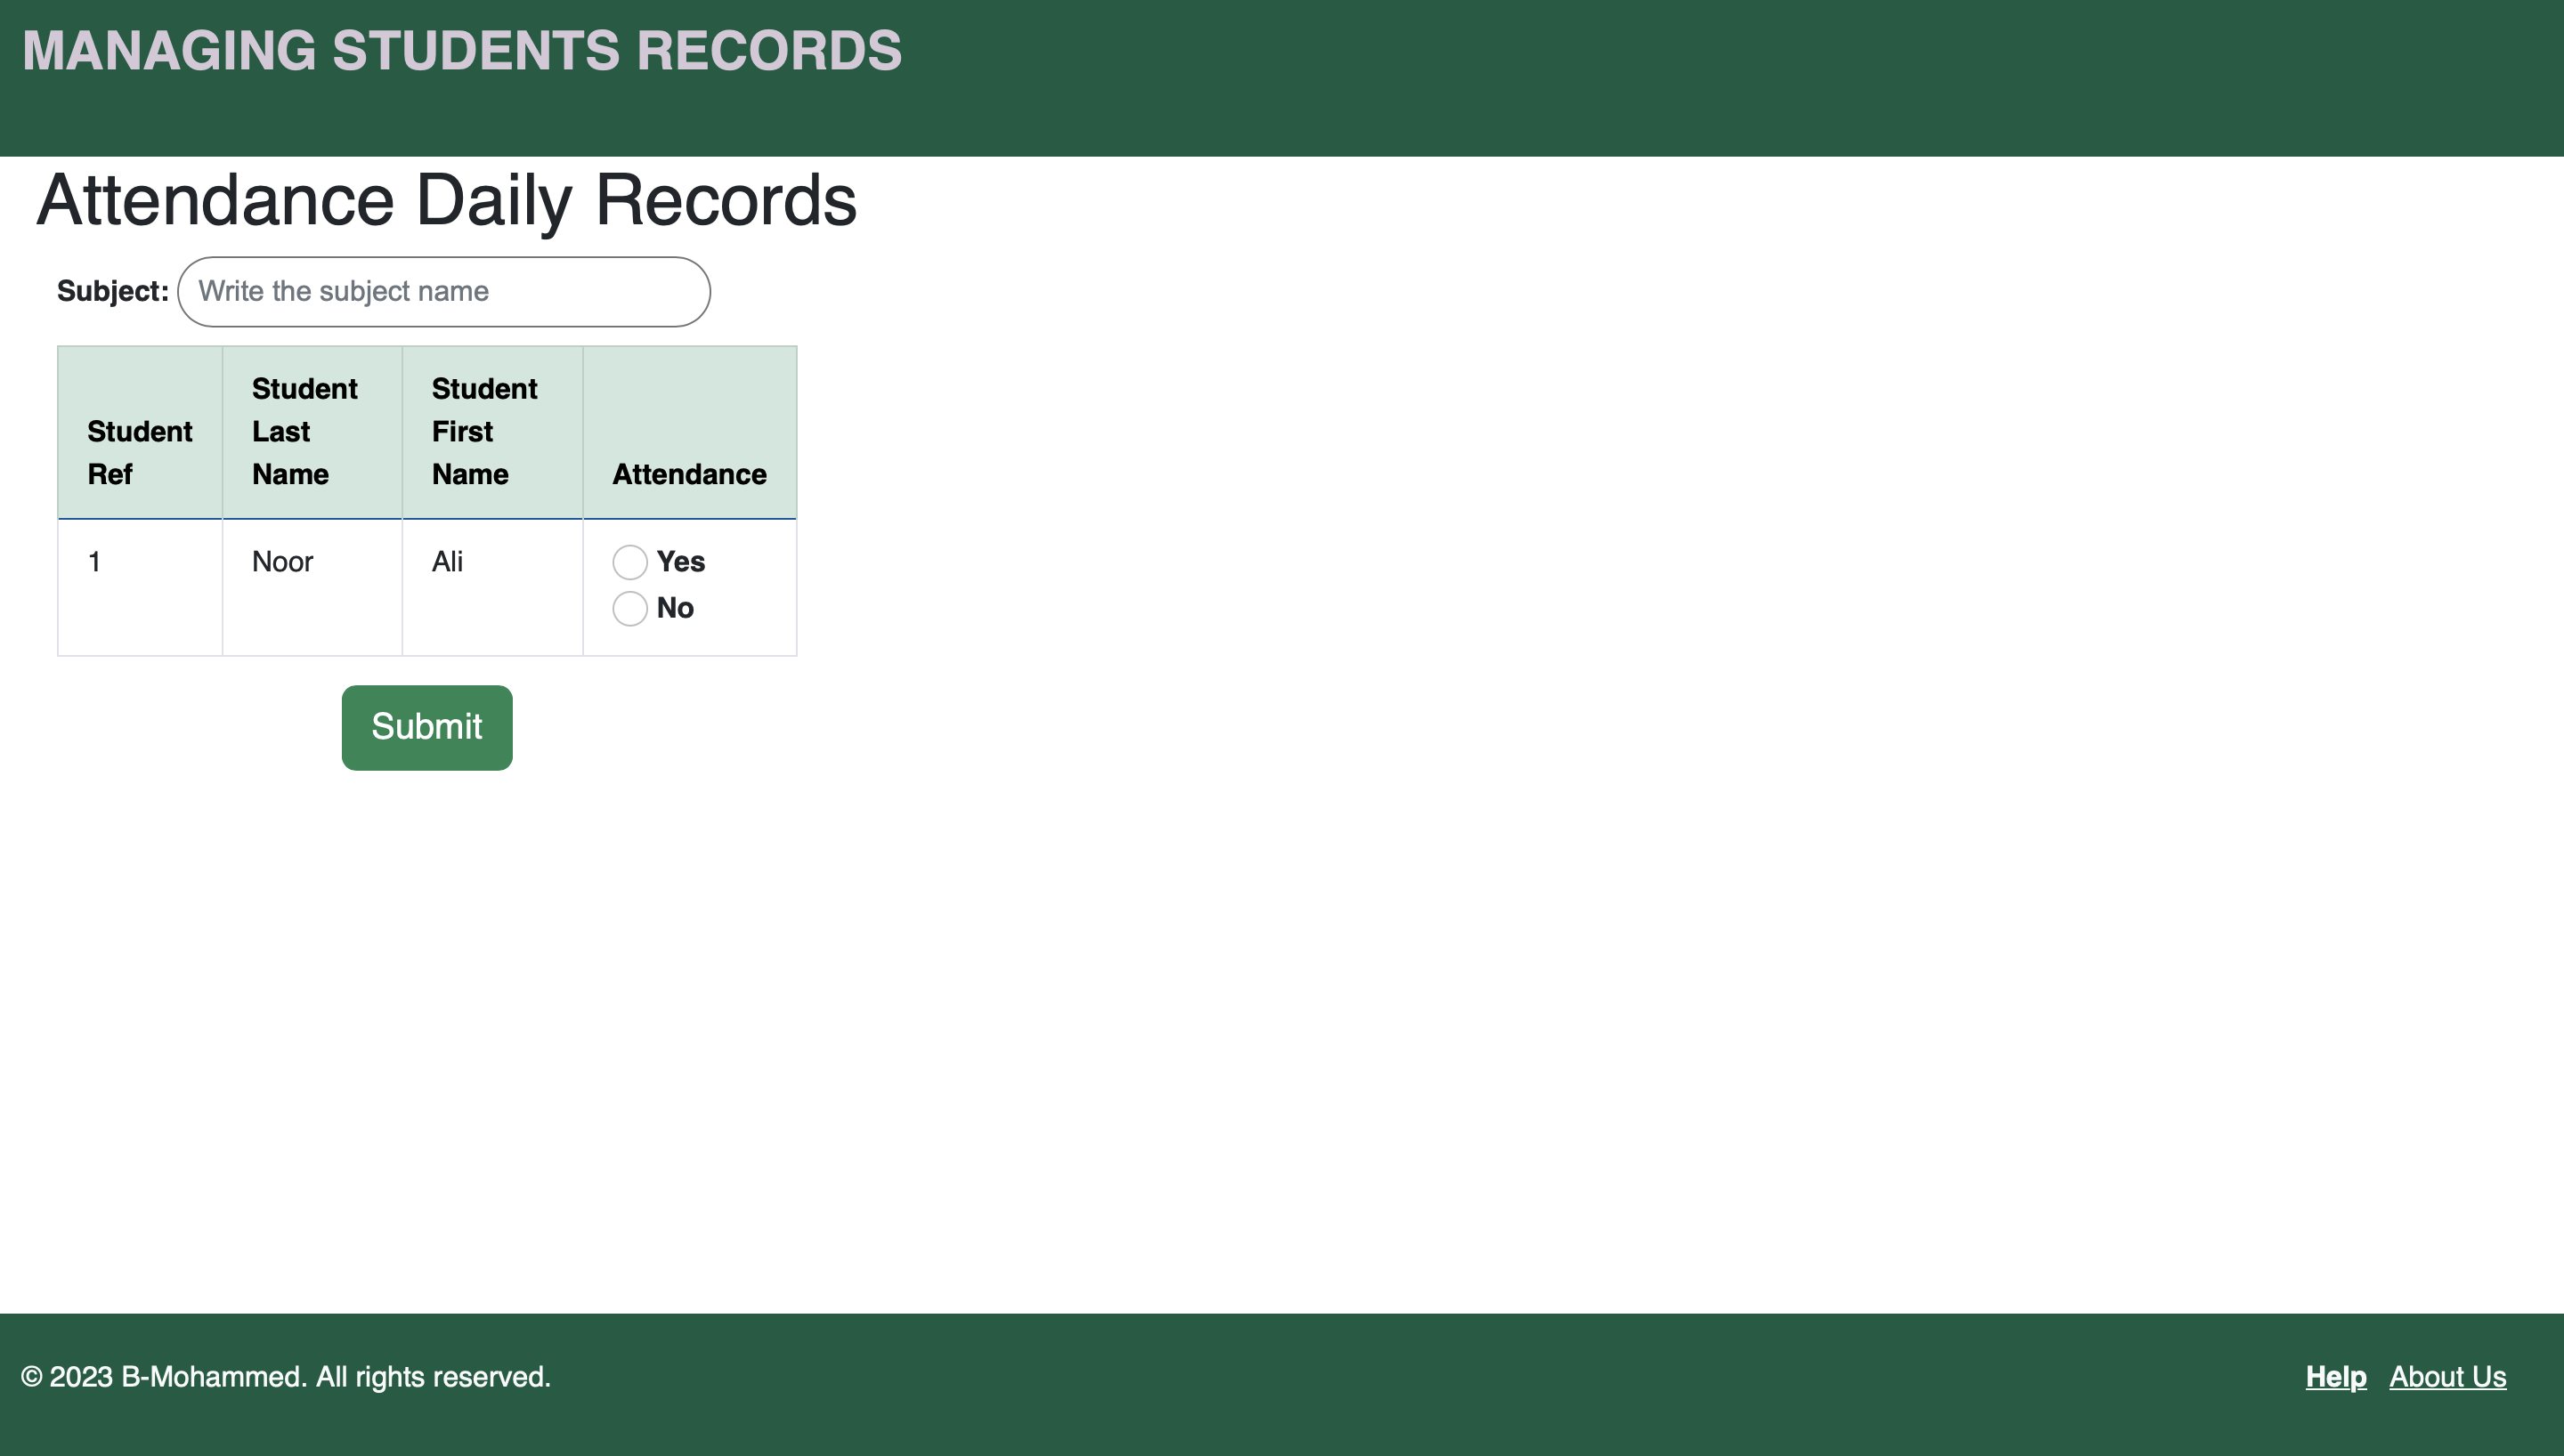 MANAGING STUDENTS RECORDS
Attendance Daily Records
Subject: Write the subject name
Student Ref
Student Last Name
Student First Name
Attendance
1 Noor Ali Yes
No
Submit
© 2023 B-Mohammed. All rights reserved. Help About Us